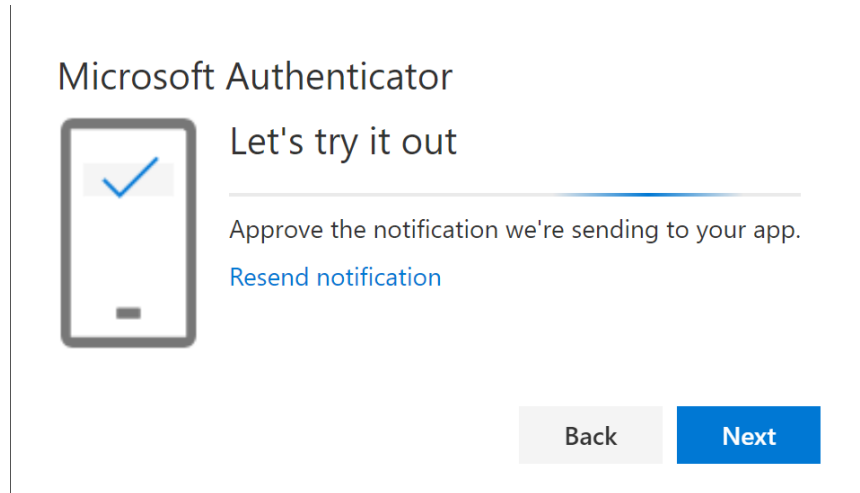 Microsoft Authenticator
Let's try it out
Approve the notification we're sending to your app.
Resend notification
Back
Next